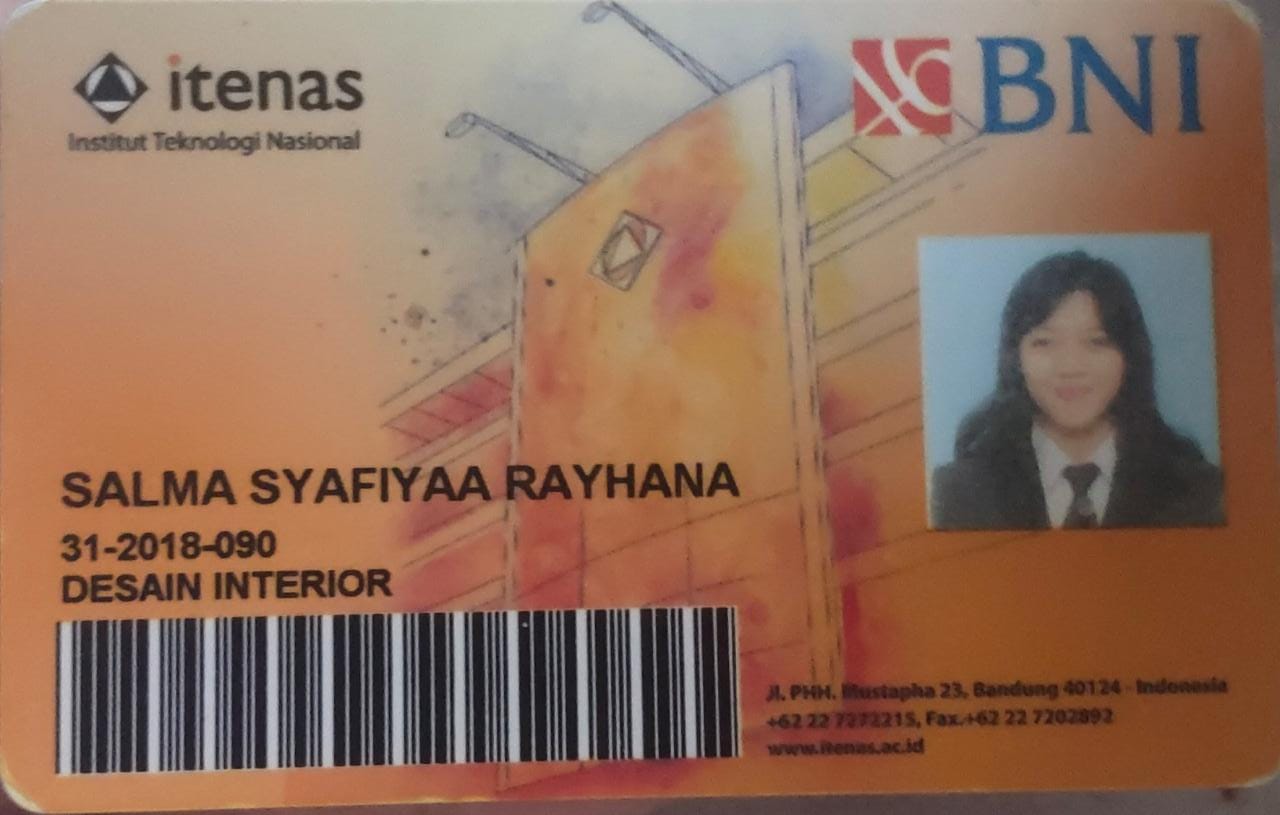 itenas
Institut Teknologi Nasional
BNI
SALMA SYAFIYAA RAYHANA
31-2018-090
DESAIN INTERIOR
Jl. PHH. Mustapha 23, Bandung 40124 - Indonesia
+62 22 7272215, Fax.+62 22 7202892
www.itenas.ac.id